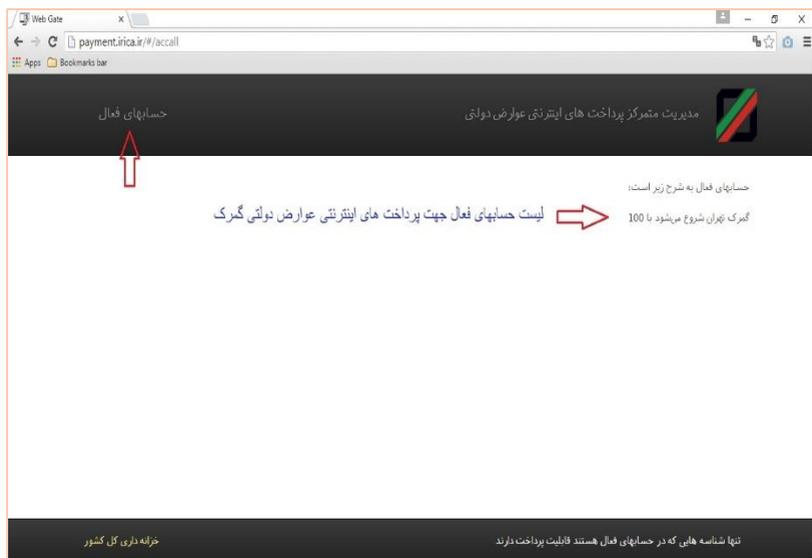 Web Gate
payment.irica.ir/#/accall
Apps Bookmarks bar
مدیریت متمرکز پرداخت های اینترنتی عوارض دولتی
حسابهای فعال
حسابهای فعال به شرح زیر است:
گمرک تهران شروع می‌شود با 100
لیست حسابهای فعال جهت پرداخت های اینترنتی عوارض دولتی گمرک
تنها شناسه هایی که در حسابهای فعال هستند قابلیت پرداخت دارند
خزانه داری کل کشور